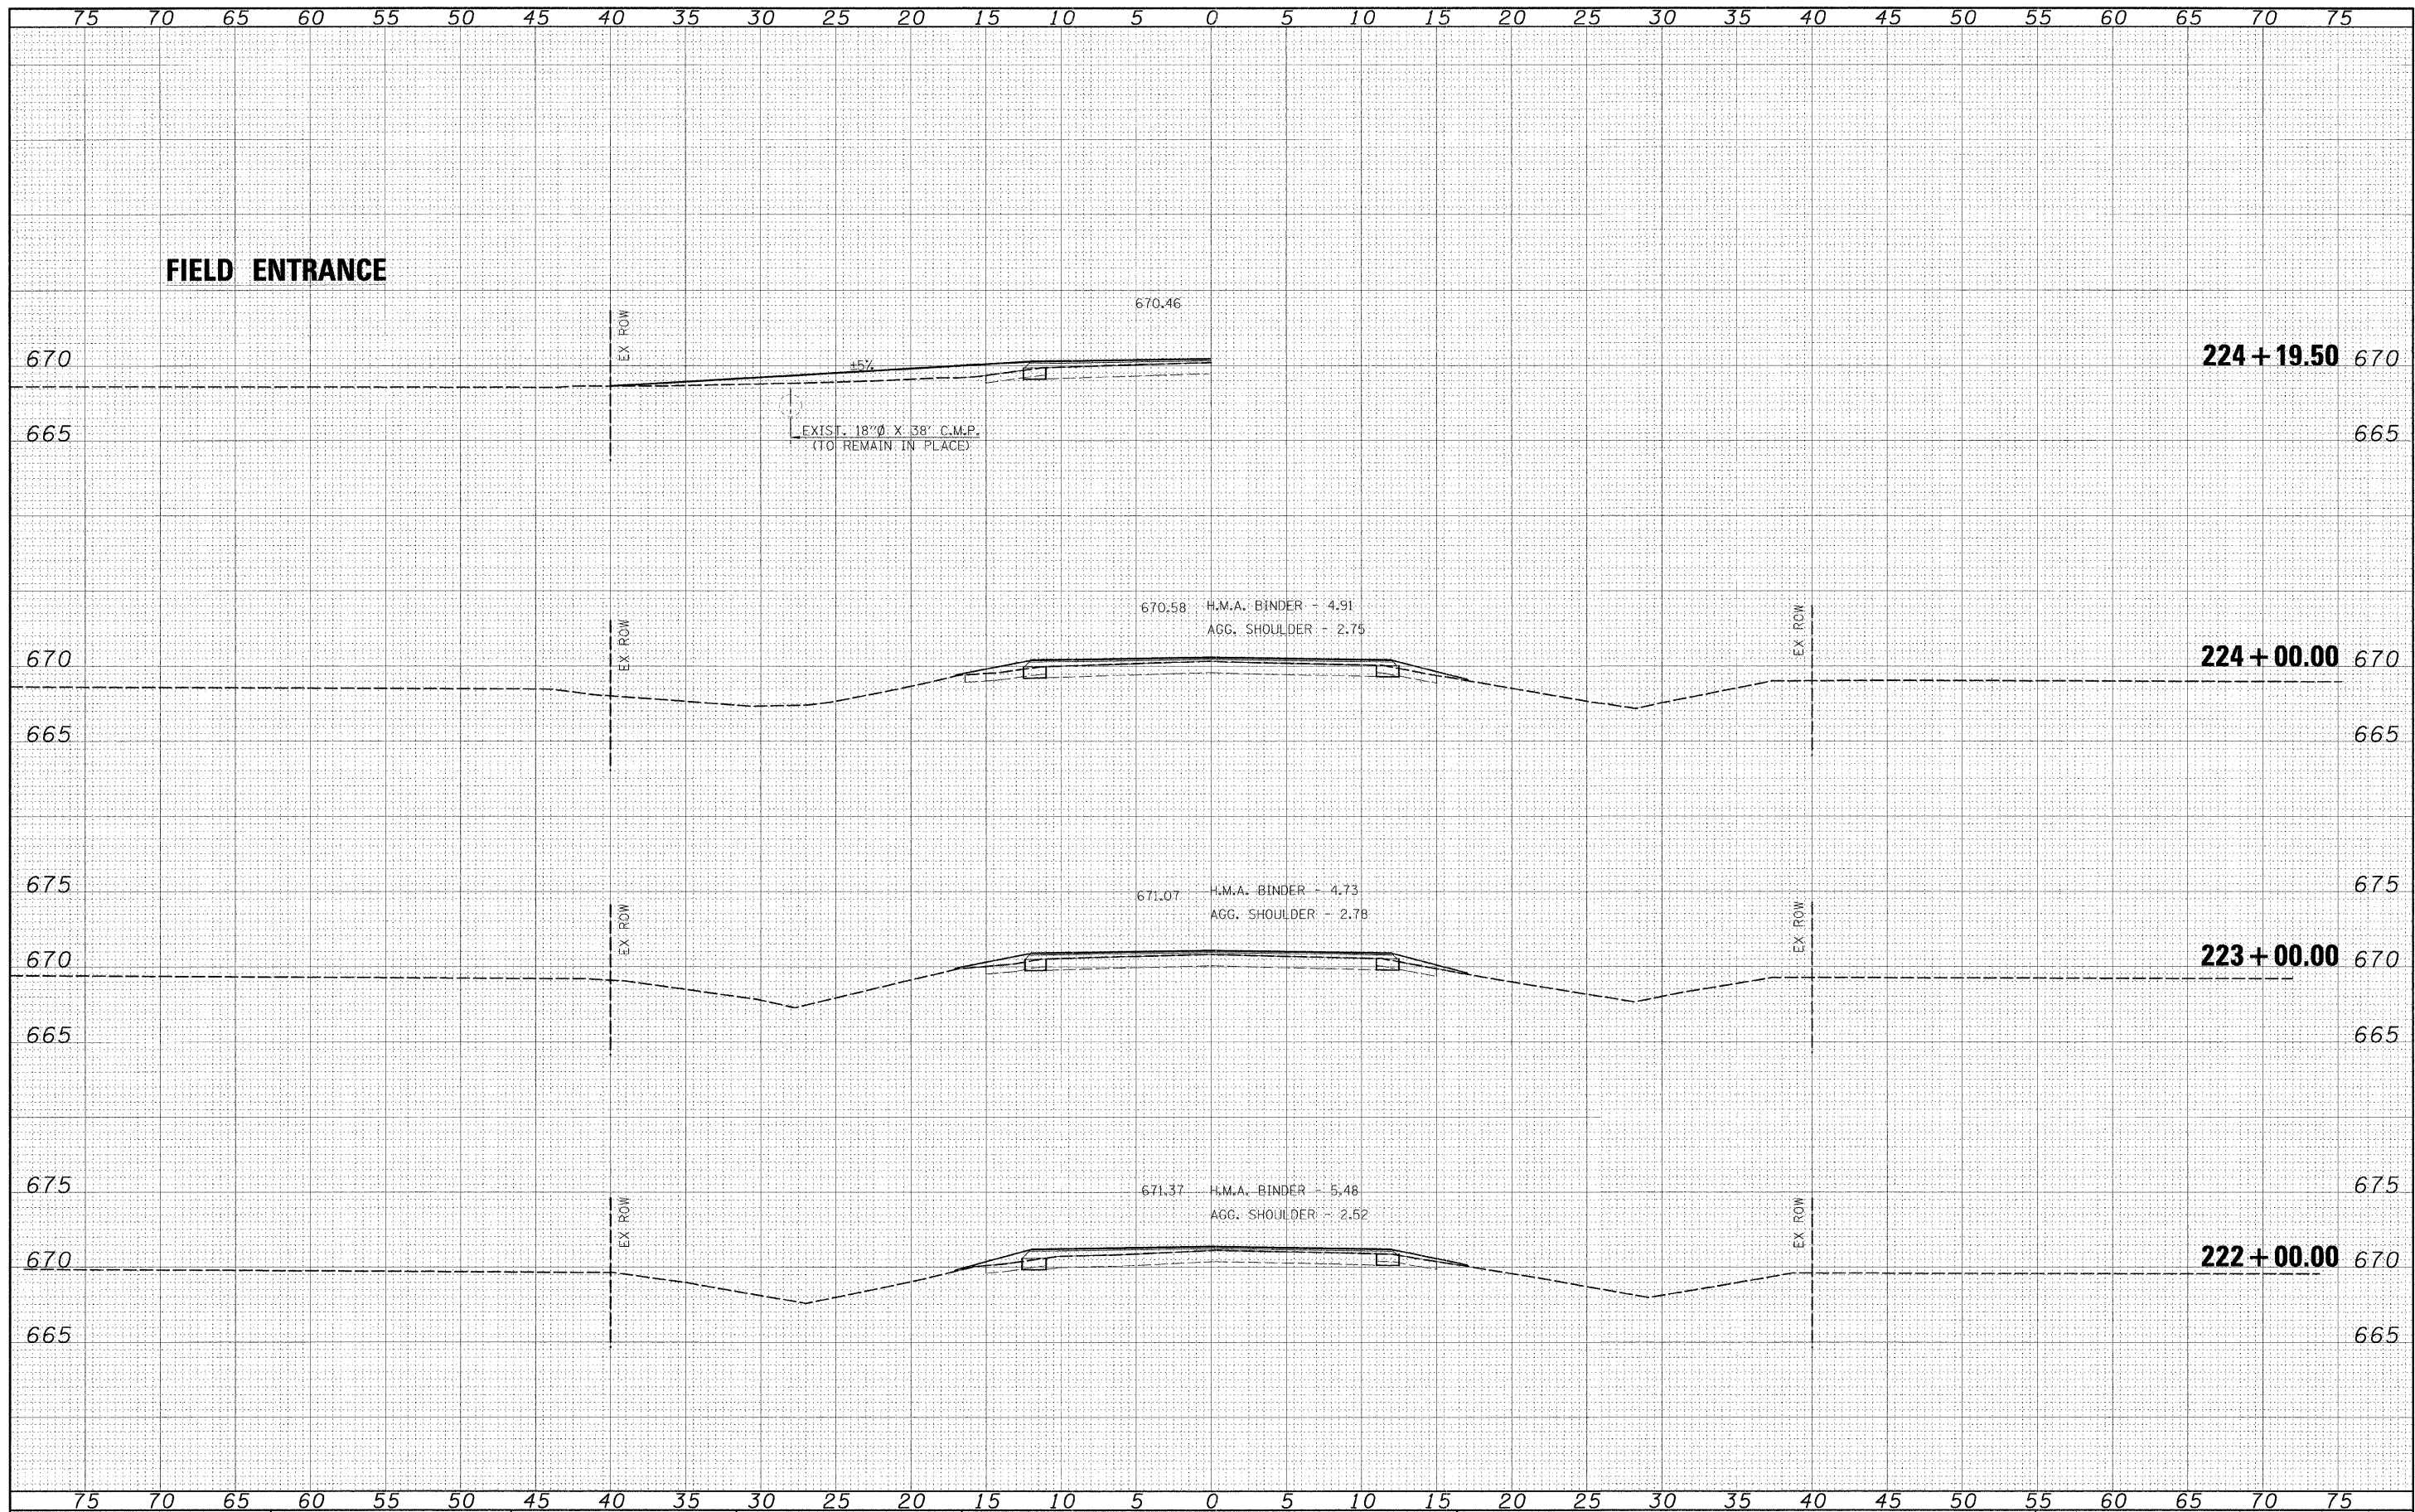 75 70 65 60 55 50 45 40 35 30 25 20 15 10 5 0 5 10 15 20 25 30 35 40 45 50 55 60 65 70 75
FIELD ENTRANCE
670.46
EX ROW
670 ±5% 224+19.50 670
665 EXIST. 18"Ø X 38' C.M.P. 665
(TO REMAIN IN PLACE)
670.58 H.M.A. BINDER - 4.91
AGG. SHOULDER - 2.75
EX ROW EX ROW
670 224+00.00 670
665 665
675 671.07 H.M.A. BINDER - 4.73 675
AGG. SHOULDER - 2.78
EX ROW EX ROW
670 223+00.00 670
665 665
675 671.37 H.M.A. BINDER - 5.48 675
AGG. SHOULDER - 2.52
EX ROW EX ROW
670 222+00.00 670
665 665
75 70 65 60 55 50 45 40 35 30 25 20 15 10 5 0 5 10 15 20 25 30 35 40 45 50 55 60 65 70 75